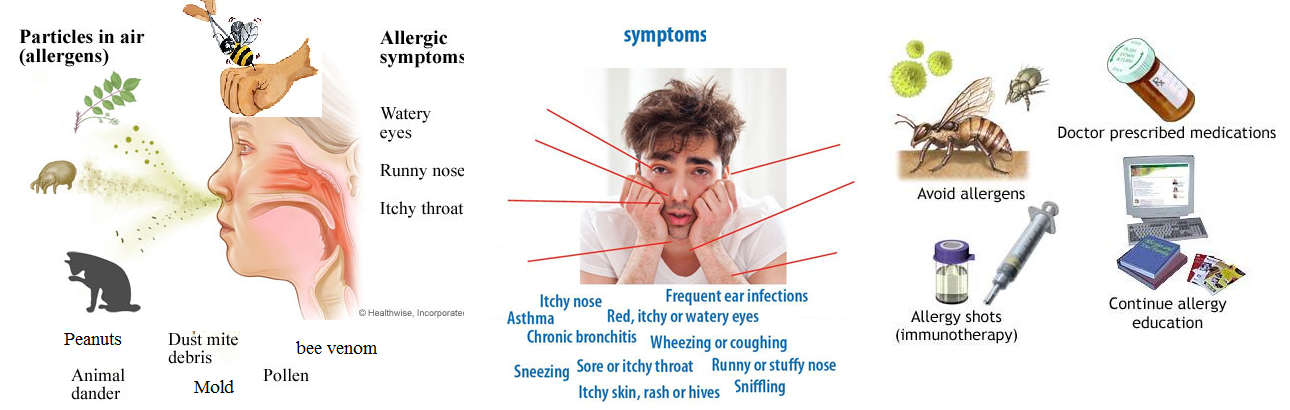 Particles in air
(allergens)
Allergic
symptoms
Watery
eyes
Runny nose
Itchy throat
© Healthwise, Incorporate
Peanuts
Dust mite
debris
bee venom
Animal
dander
Mold
Pollen
symptoms
Itchy nose
Frequent ear infections
Asthma
Red, itchy or watery eyes
Chronic bronchitis
Wheezing or coughing
Sneezing
Sore or itchy throat
Runny or stuffy nose
Itchy skin, rash or hives
Sniffling
Avoid allergens
Doctor prescribed medications
Allergy shots
(immunotherapy)
Continue allergy
education